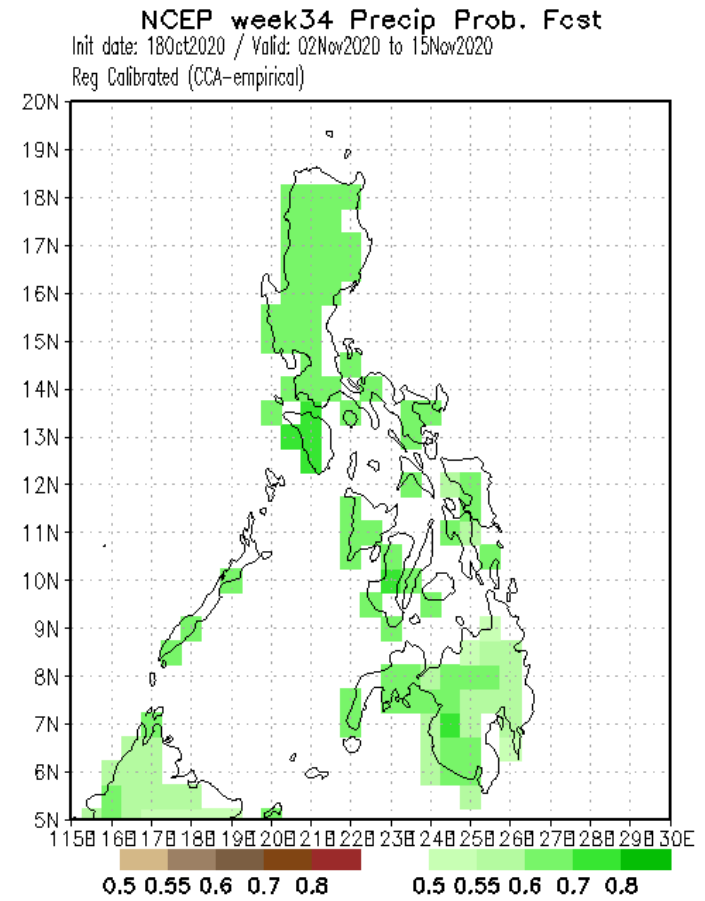 NCEP week34 Precip Prob. Fcst
Init date: 18Oct2020 / Valid: 02Nov2020 to 15Nov2020
Reg Calibrated (CCA-empirical)
20N
19N
18N
17N
16N
15N
14N
13N
12N
11N
10N
9N
8N
7N
6N
5N
115E 116E 117E 118E 119E 120E 121E 122E 123E 124E 125E 126E 127E 128E 129E 130E
0.5 0.55 0.6 0.7 0.8 0.5 0.55 0.6 0.7 0.8